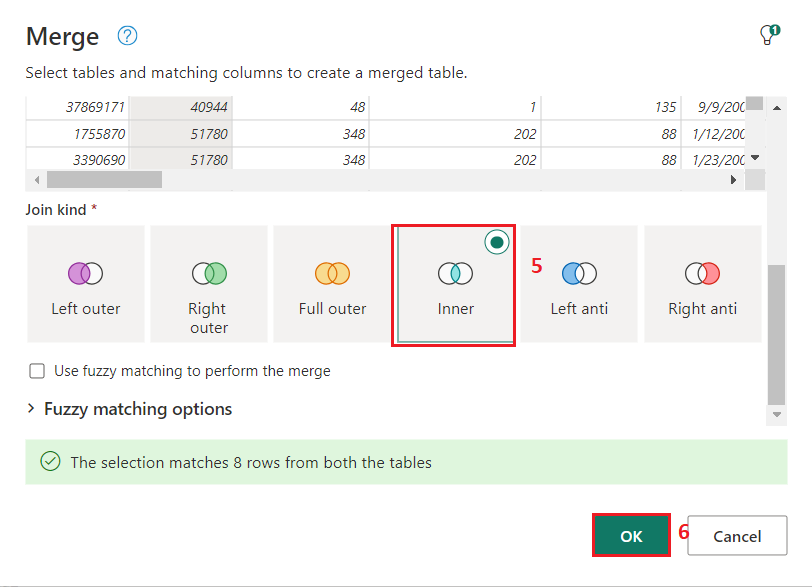 Merge ?
1
Select tables and matching columns to create a merged table.
37869171 40944 48 1 135 9/9/200
1755870 51780 348 202 88 1/12/200
3390690 51780 348 202 88 1/23/200
Join kind *
5
Left outer Right outer Full outer Inner Left anti Right anti
Use fuzzy matching to perform the merge
Fuzzy matching options
The selection matches 8 rows from both the tables
OK 6 Cancel